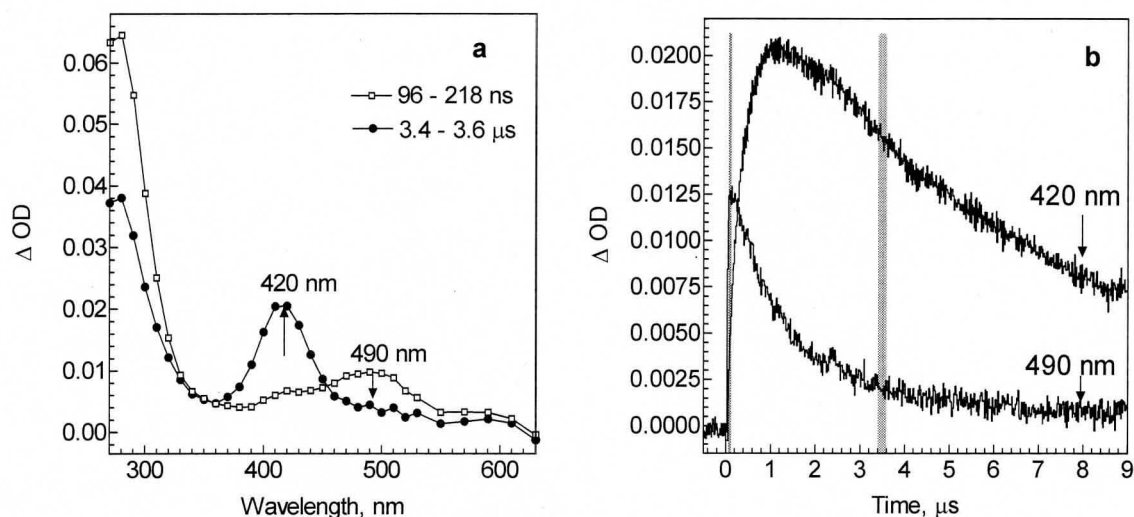 a
96 - 218 ns
3.4 - 3.6 μs
420 nm
490 nm
Δ OD
0.06
0.05
0.04
0.03
0.02
0.01
0.00
300 400 500 600
Wavelength, nm
b
420 nm
490 nm
Δ OD
0.0200
0.0175
0.0150
0.0125
0.0100
0.0075
0.0050
0.0025
0.0000
0 1 2 3 4 5 6 7 8 9
Time, μs